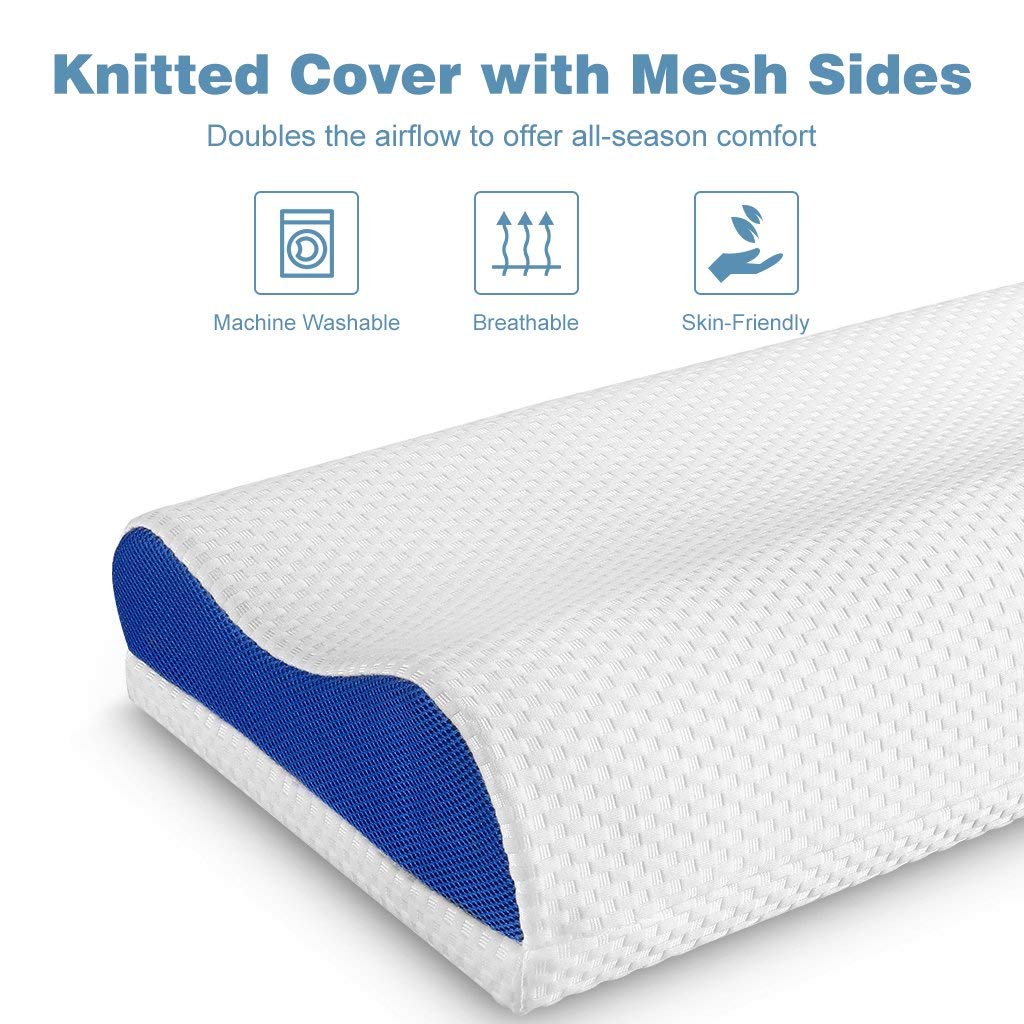 Knitted Cover with Mesh Sides
Doubles the airflow to offer all-season comfort
Machine Washable
Breathable
Skin-Friendly